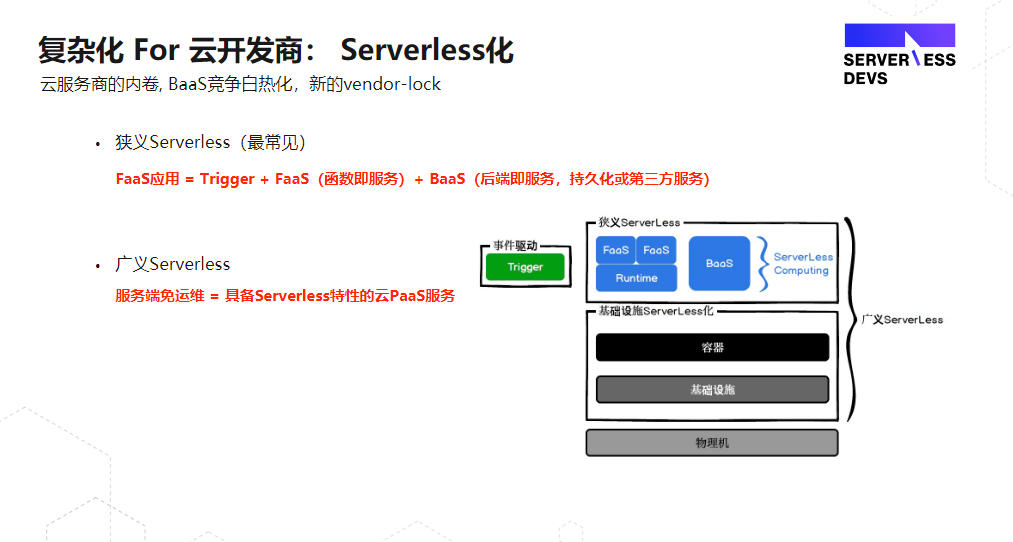 复杂化 For 云开发商： Serverless化
云服务商的内卷, BaaS竞争白热化，新的vendor-lock
SERVERLESS
DEVS
• 狭义Serverless（最常见）
FaaS应用 = Trigger + FaaS（函数即服务）+ BaaS（后端即服务，持久化或第三方服务）
• 广义Serverless
服务端免运维 = 具备Serverless特性的云PaaS服务
事件驱动
Trigger
狭义ServerLess
FaaS FaaS
Runtime
BaaS
ServerLess
Computing
基础设施ServerLess化
容器
基础设施
物理机
广义ServerLess